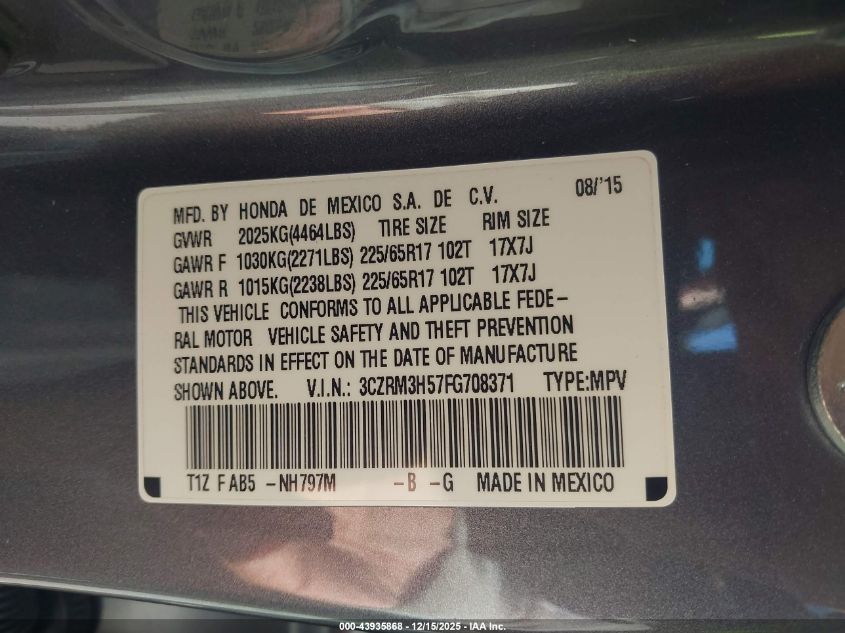 MFD. BY HONDA DE MEXICO S.A. DE C.V. 08/'15
GVWR 2025KG(4464LBS) TIRE SIZE RIM SIZE
GAWR F 1030KG(2271LBS) 225/65R17 102T 17X7J
GAWR R 1015KG(2238LBS) 225/65R17 102T 17X7J
THIS VEHICLE CONFORMS TO ALL APPLICABLE FEDE-
RAL MOTOR VEHICLE SAFETY AND THEFT PREVENTION
STANDARDS IN EFFECT ON THE DATE OF MANUFACTURE
SHOWN ABOVE. V.I.N.: 3CZRM3H57FG708371 TYPE:MPV
T1Z F AB5 -NH797M -B -G MADE IN MEXICO
000-43935868 - 12/15/2025 - IAA Inc.